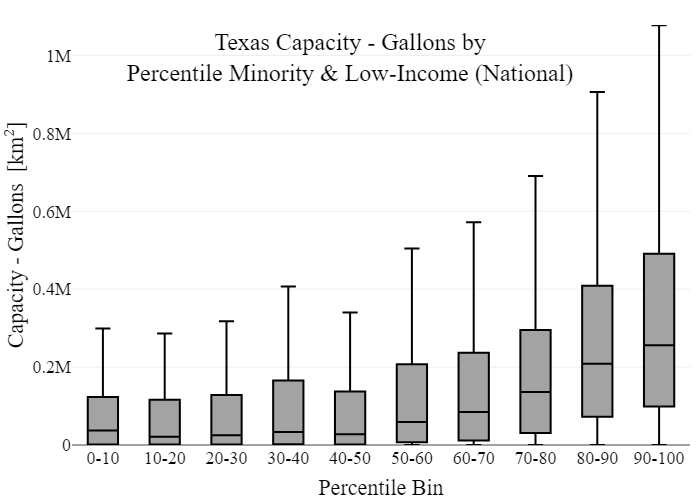 Texas Capacity - Gallons by
Percentile Minority & Low-Income (National)
Capacity - Gallons [km²]
1M
0.8M
0.6M
0.4M
0.2M
0
0-10 10-20 20-30 30-40 40-50 50-60 60-70 70-80 80-90 90-100
Percentile Bin